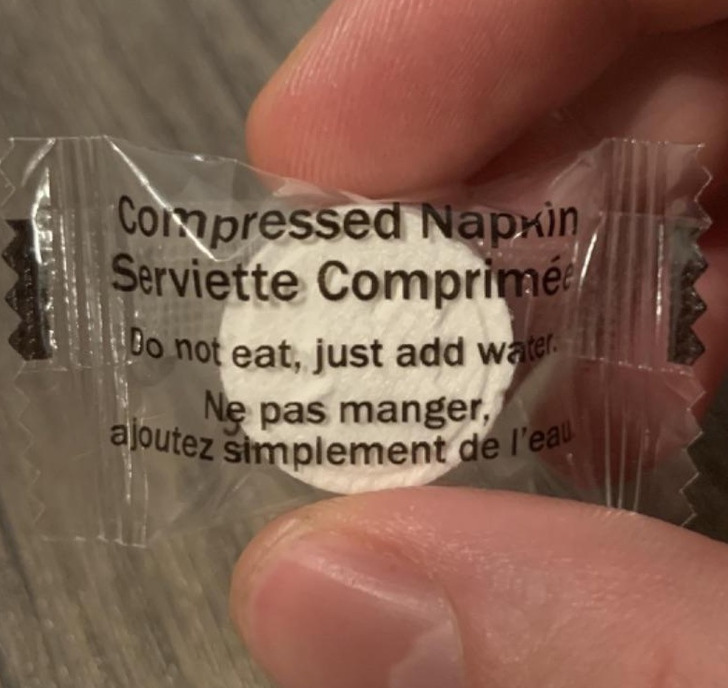 Compressed Napkin
Serviette Comprimée
Do not eat, just add water.
Ne pas manger,
ajoutez simplement de l'eau